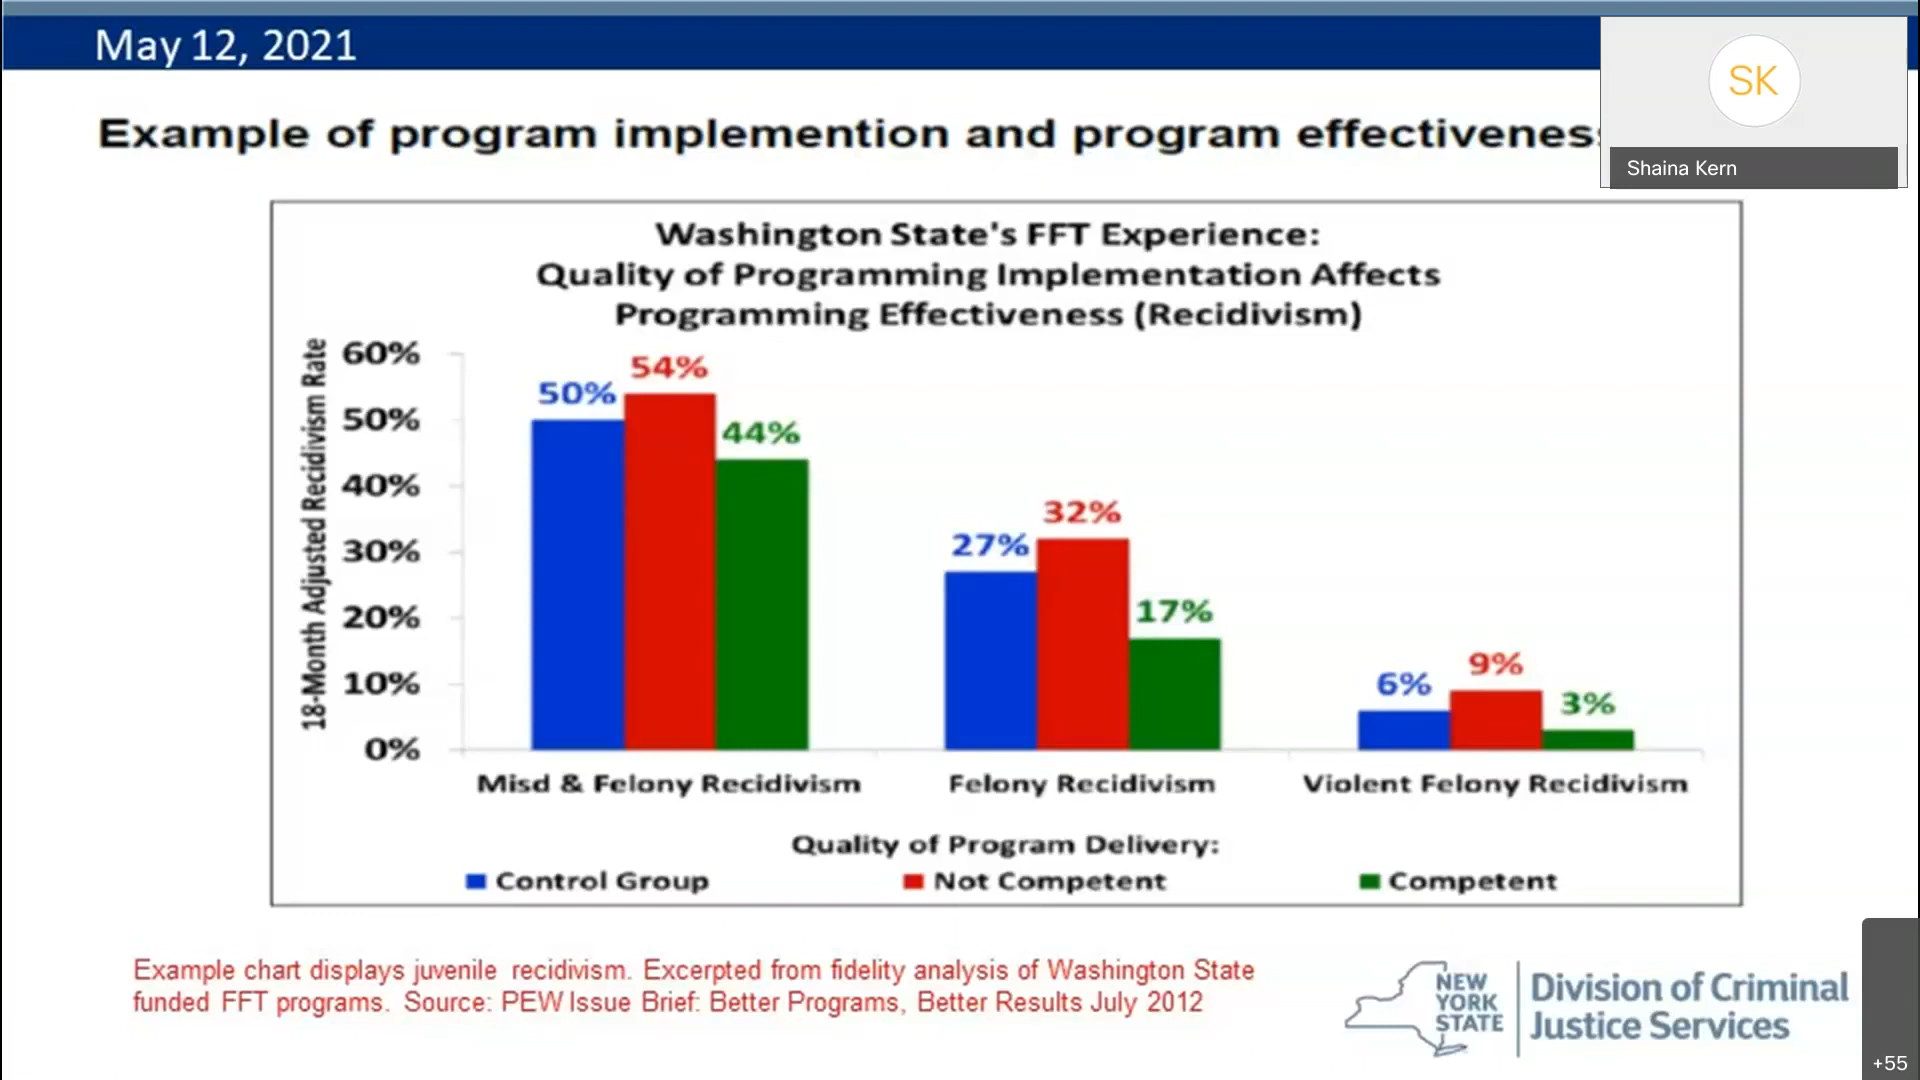 May 12, 2021
SK
Shaina Kern
Example of program implemention and program effectivenes
Washington State's FFT Experience:
Quality of Programming Implementation Affects
Programming Effectiveness (Recidivism)
18-Month Adjusted Recidivism Rate
60%
50%
40%
30%
20%
10%
0%
50%
54%
44%
27%
32%
17%
6%
9%
3%
Misd & Felony Recidivism
Felony Recidivism
Violent Felony Recidivism
Quality of Program Delivery:
Control Group
Not Competent
Competent
Example chart displays juvenile recidivism. Excerpted from fidelity analysis of Washington State
funded FFT programs. Source: PEW Issue Brief: Better Programs, Better Results July 2012
NEW
YORK
STATE
Division of Criminal
Justice Services
+55